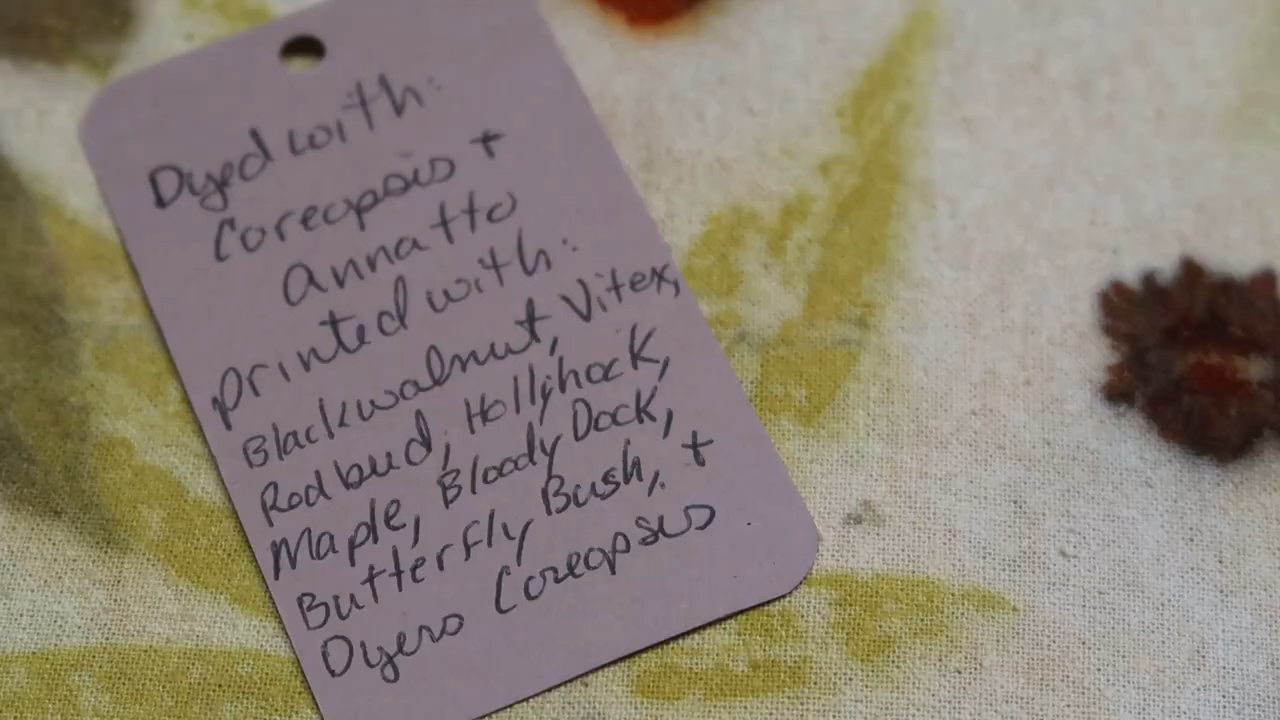 Dyed with:
Coreopsis +
annatto
printed with:
Blackwalnut, Vitex,
Redbud, Hollyhock,
Maple, Bloody Dock,
Butterfly Bush, +
Dyers Coreopsis